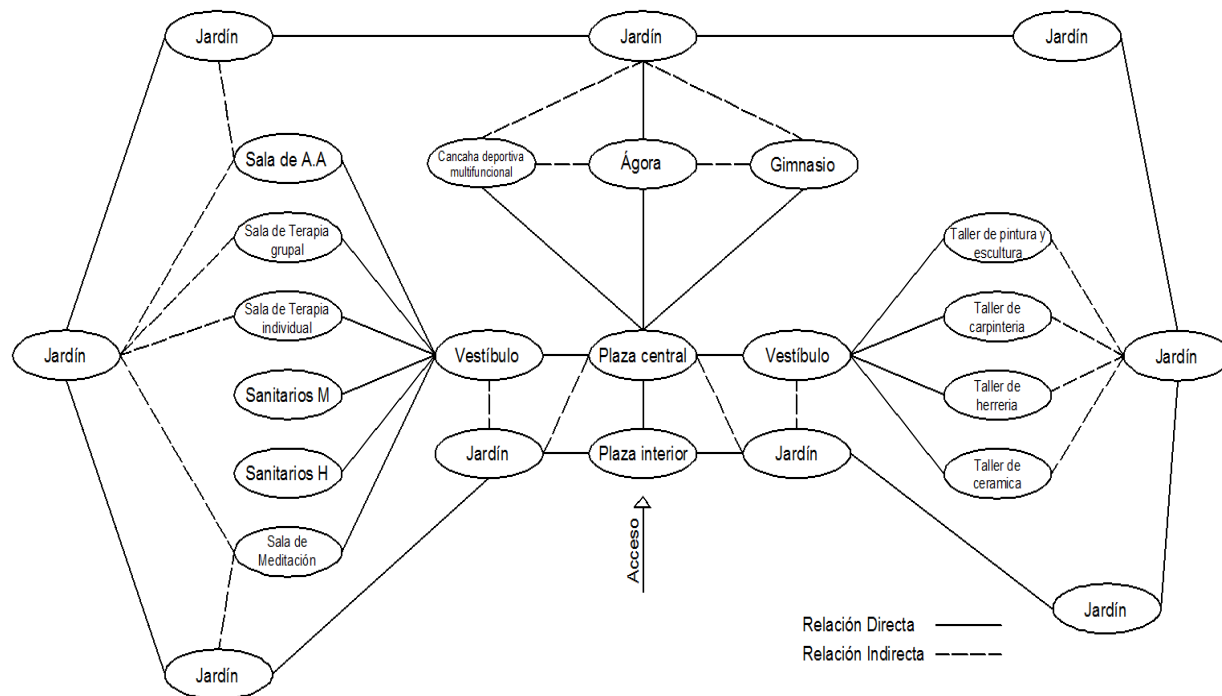 Jardín
Jardín
Jardín
Sala de A.A
Cancaha deportiva
multifuncional
Ágora
Gimnasio
Sala de Terapia
grupal
Taller de pintura y
escultura
Sala de Terapia
individual
Taller de
carpinteria
Jardín
Vestíbulo
Plaza central
Vestíbulo
Jardín
Sanitarios M
Taller de
herreria
Jardín
Plaza interior
Jardín
Sanitarios H
Taller de
ceramica
Sala de
Meditación
Acceso
Jardín
Relación Directa
Relación Indirecta
Jardín